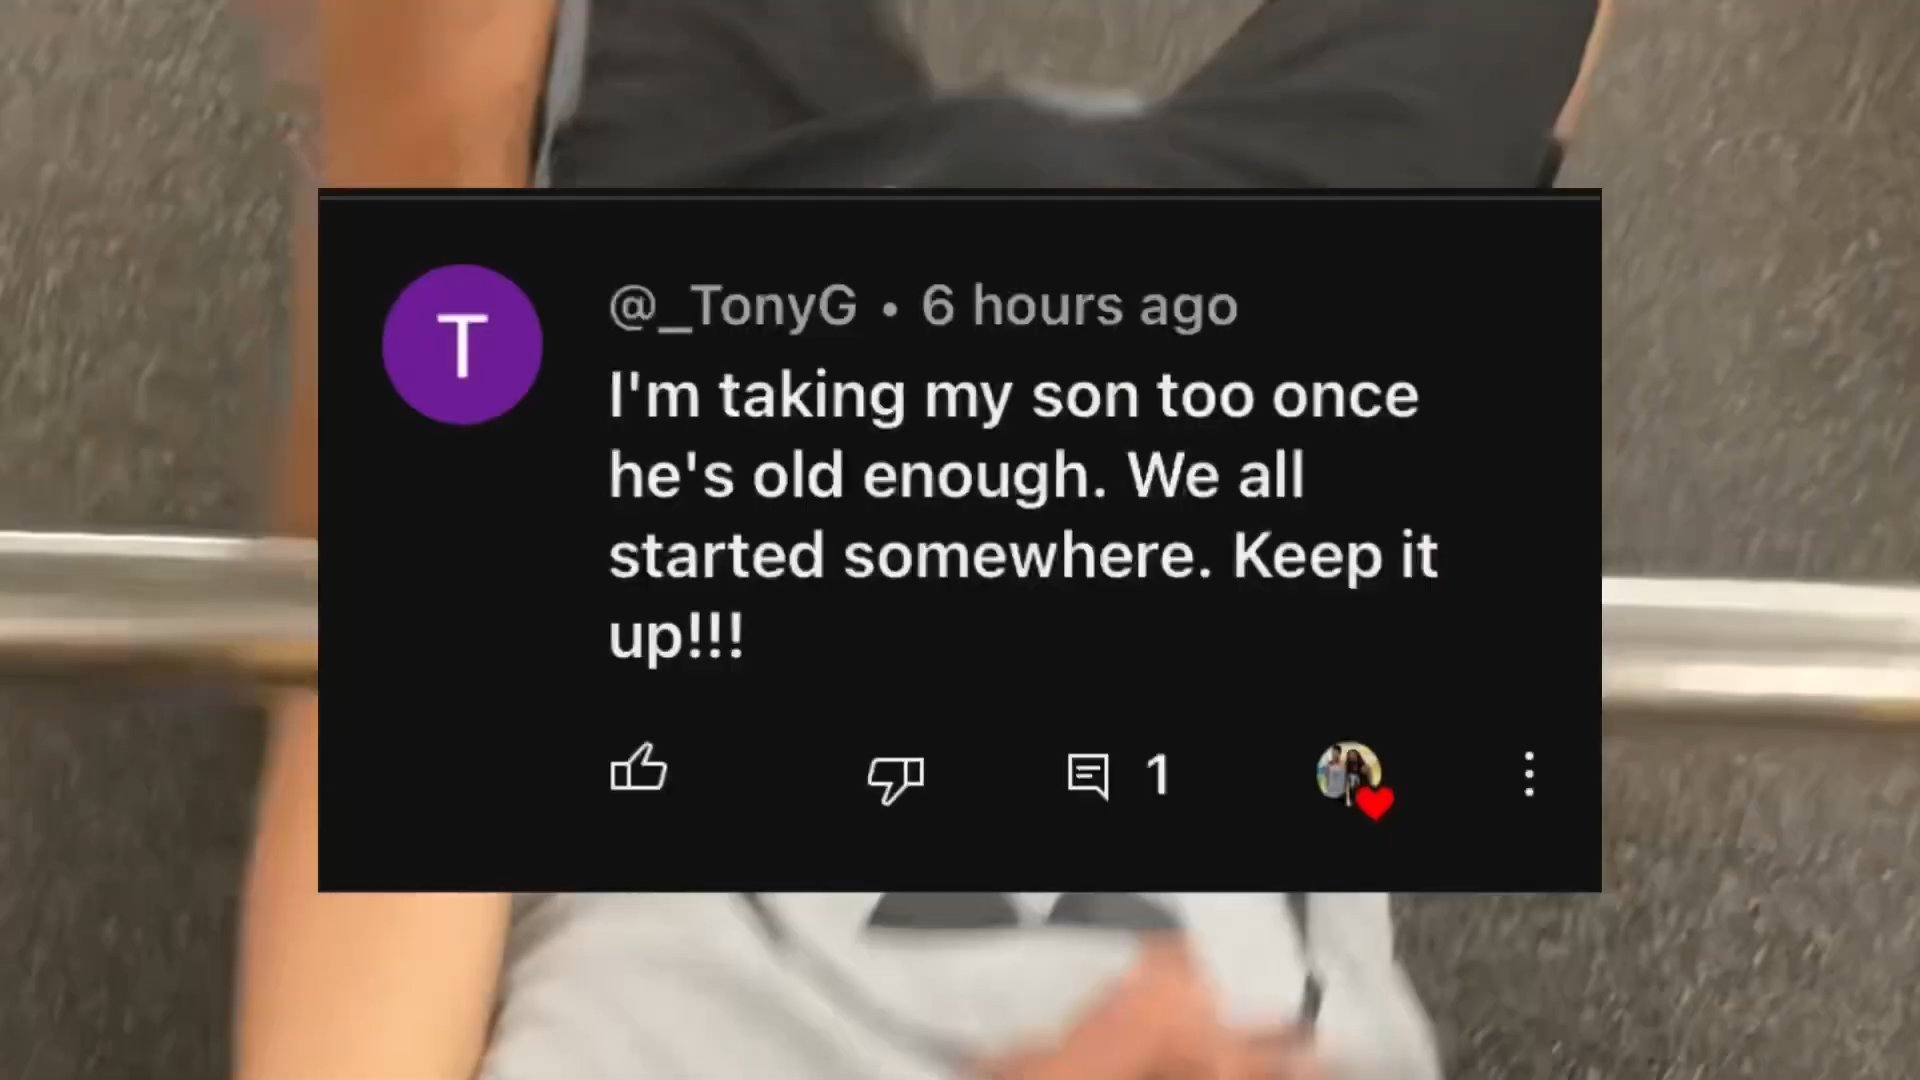 T
@_TonyG • 6 hours ago
I'm taking my son too once
he's old enough. We all
started somewhere. Keep it
up!!!
1